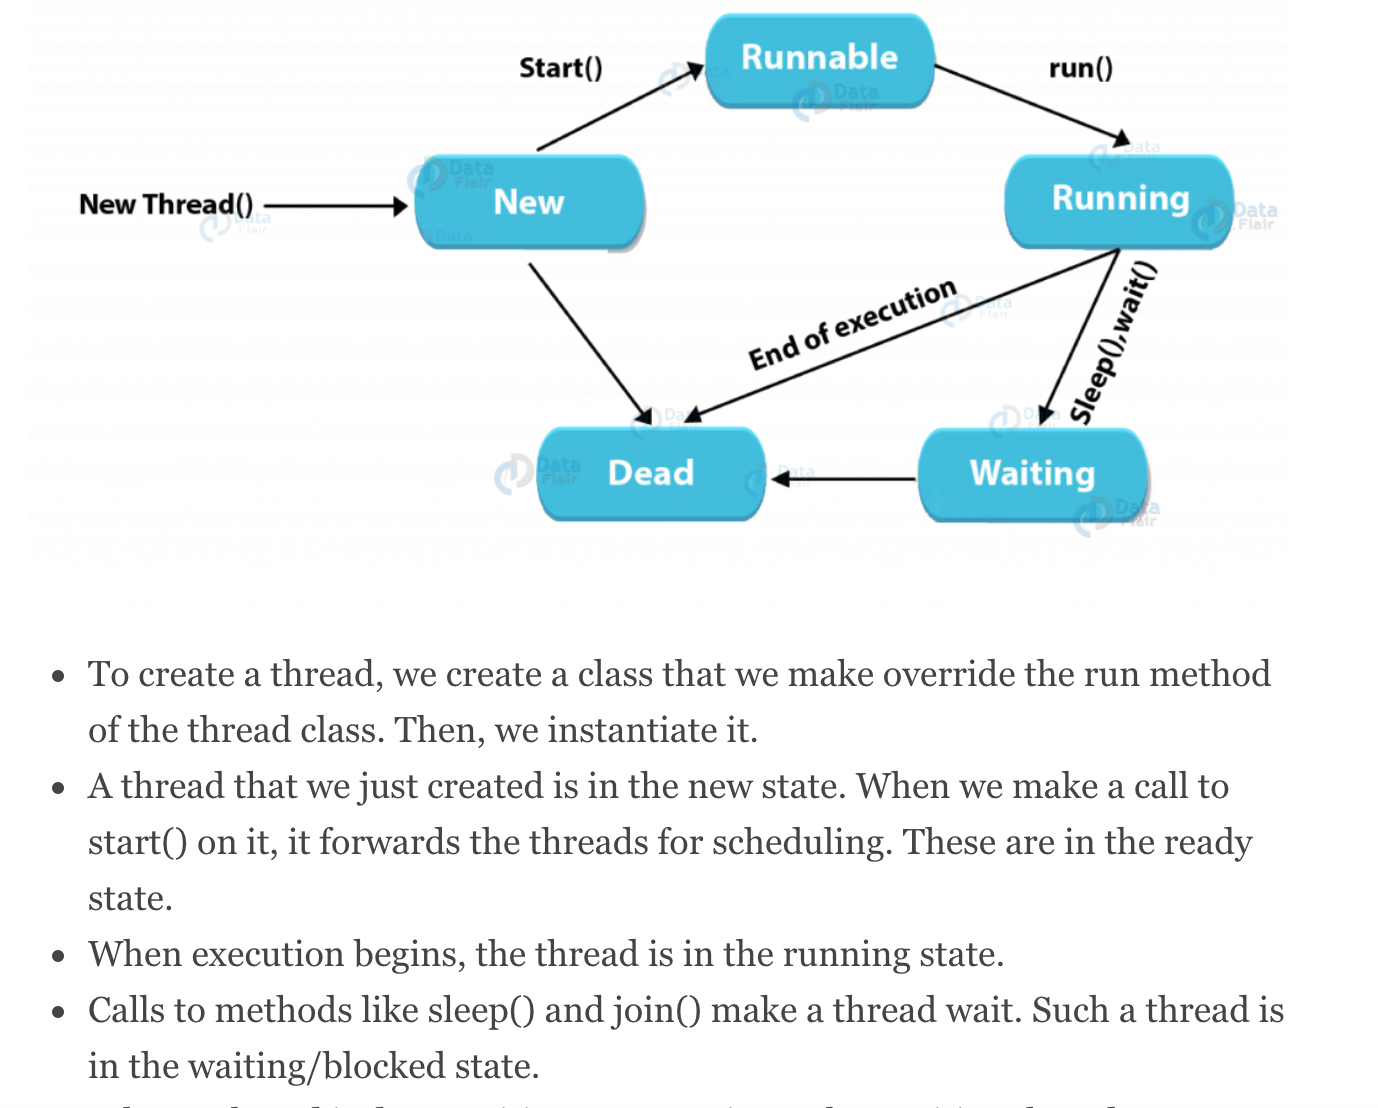 Start()
Runnable
run()
New Thread()
New
Running
End of execution
Sleep(),wait()
Dead
Waiting
Data Flair
• To create a thread, we create a class that we make override the run method
of the thread class. Then, we instantiate it.
• A thread that we just created is in the new state. When we make a call to
start() on it, it forwards the threads for scheduling. These are in the ready
state.
• When execution begins, the thread is in the running state.
• Calls to methods like sleep() and join() make a thread wait. Such a thread is
in the waiting/blocked state.